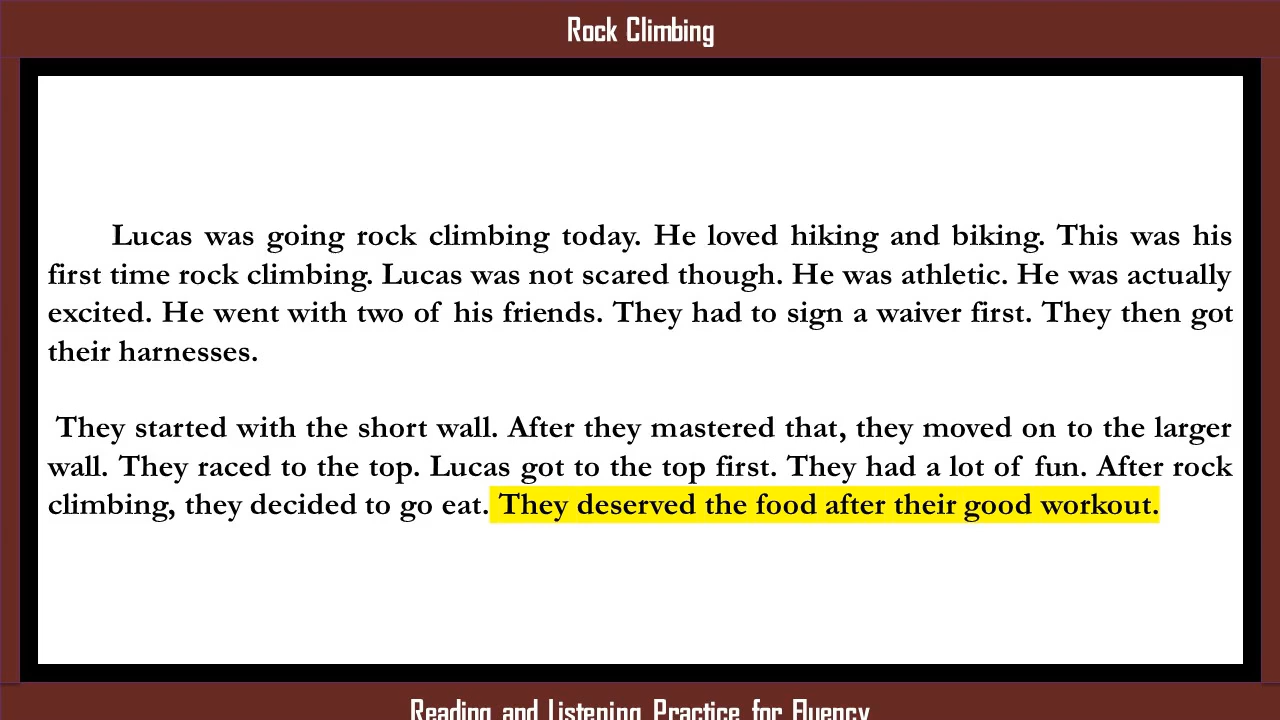 Rock Climbing
Lucas was going rock climbing today. He loved hiking and biking. This was his
first time rock climbing. Lucas was not scared though. He was athletic. He was actually
excited. He went with two of his friends. They had to sign a waiver first. They then got
their harnesses.
They started with the short wall. After they mastered that, they moved on to the larger
wall. They raced to the top. Lucas got to the top first. They had a lot of fun. After rock
climbing, they decided to go eat. They deserved the food after their good workout.
Reading and Listening Practice for Fluency